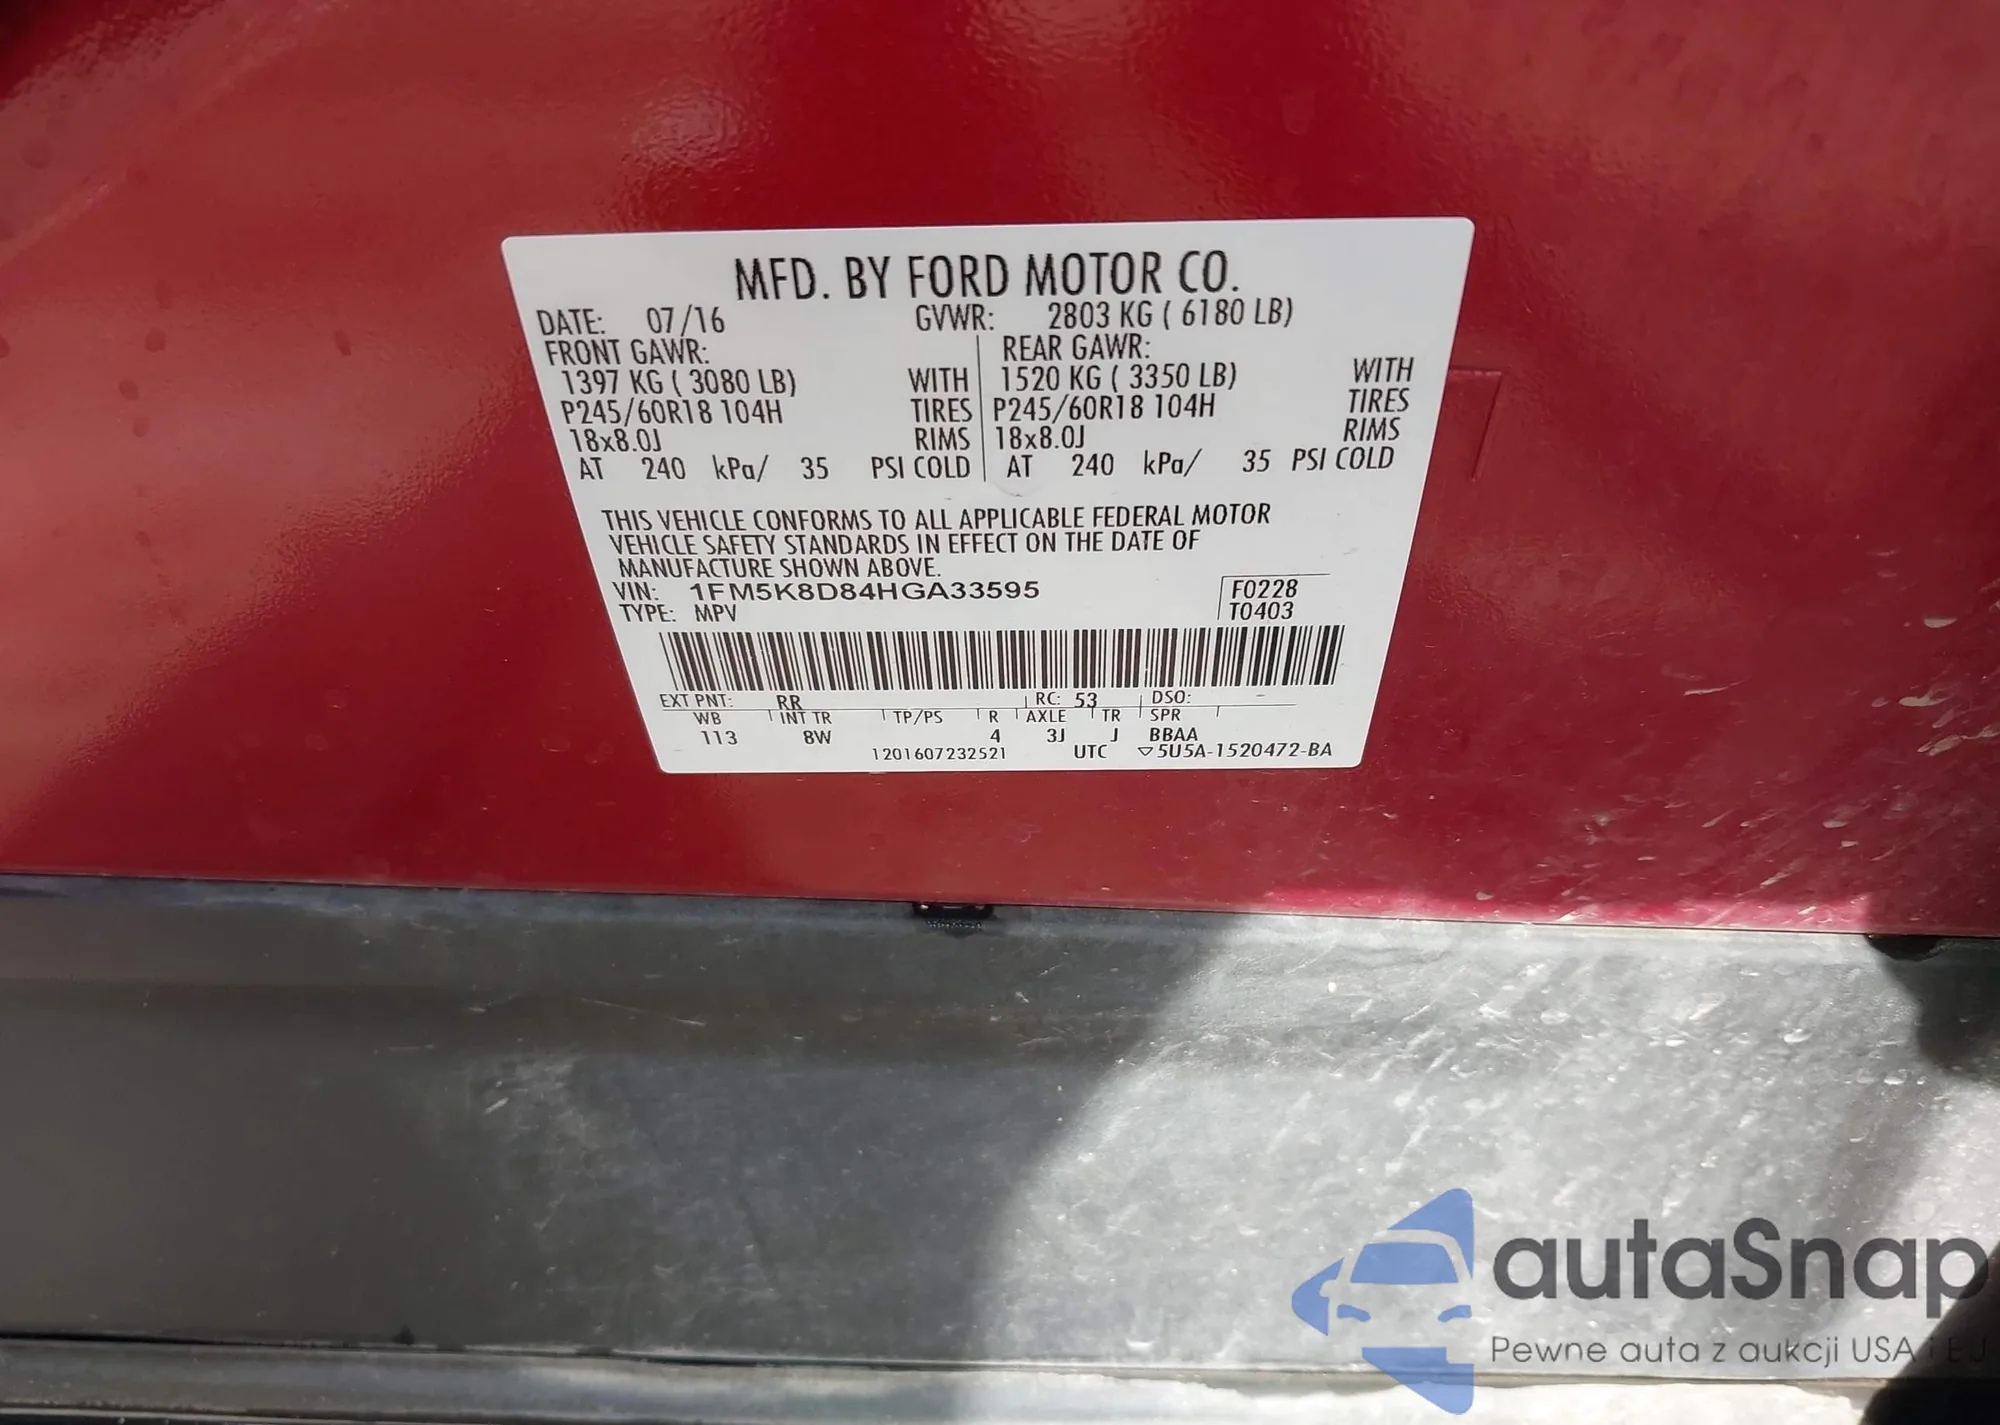 MFD. BY FORD MOTOR CO.
DATE: 07/16 GVWR: 2803 KG ( 6180 LB)
FRONT GAWR: REAR GAWR:
1397 KG ( 3080 LB) WITH 1520 KG ( 3350 LB) WITH
P245/60R18 104H TIRES P245/60R18 104H TIRES
18x8.0J RIMS 18x8.0J RIMS
AT 240 kPa/ 35 PSI COLD AT 240 kPa/ 35 PSI COLD
THIS VEHICLE CONFORMS TO ALL APPLICABLE FEDERAL MOTOR
VEHICLE SAFETY STANDARDS IN EFFECT ON THE DATE OF
MANUFACTURE SHOWN ABOVE.
VIN: 1FM5K8D84HGA33595 F0228
TYPE: MPV T0403
EXT PNT: RR RC: 53 DSO: -
WB INT TR TP/PS R AXLE TR SPR
113 8W 4 3J J BBAA
1201607232521 UTC ▽5U5A-1520472-BA
autaSnap
Pewne auta z aukcji USA i EU